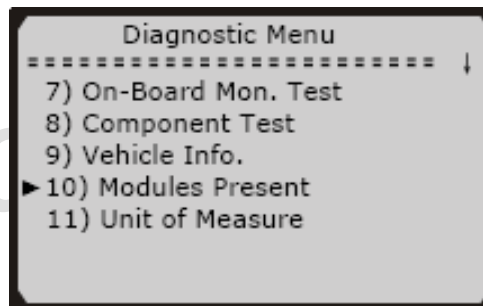 Diagnostic Menu
========================= ↓
7) On-Board Mon. Test
8) Component Test
9) Vehicle Info.
►10) Modules Present
11) Unit of Measure